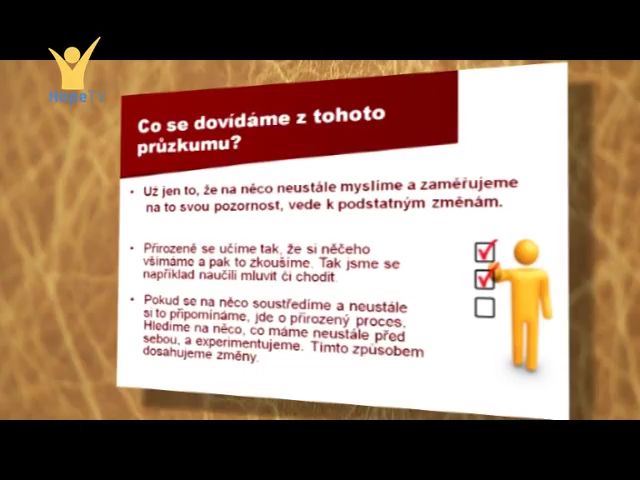 HopeTV
Co se dovídáme z tohoto
průzkumu?
• Už jen to, že na něco neustále myslíme a zaměřujeme
na to svou pozornost, vede k podstatným změnám.
• Přirozeně se učíme tak, že si něčeho
všímáme a pak to zkoušíme. Tak jsme se
například naučili mluvit či chodit.
• Pokud se na něco soustředíme a neustále
si to připomínáme, jde o přirozený proces.
Hledíme na něco, co máme neustále před
sebou, a experimentujeme. Tímto způsobem
dosahujeme změny.